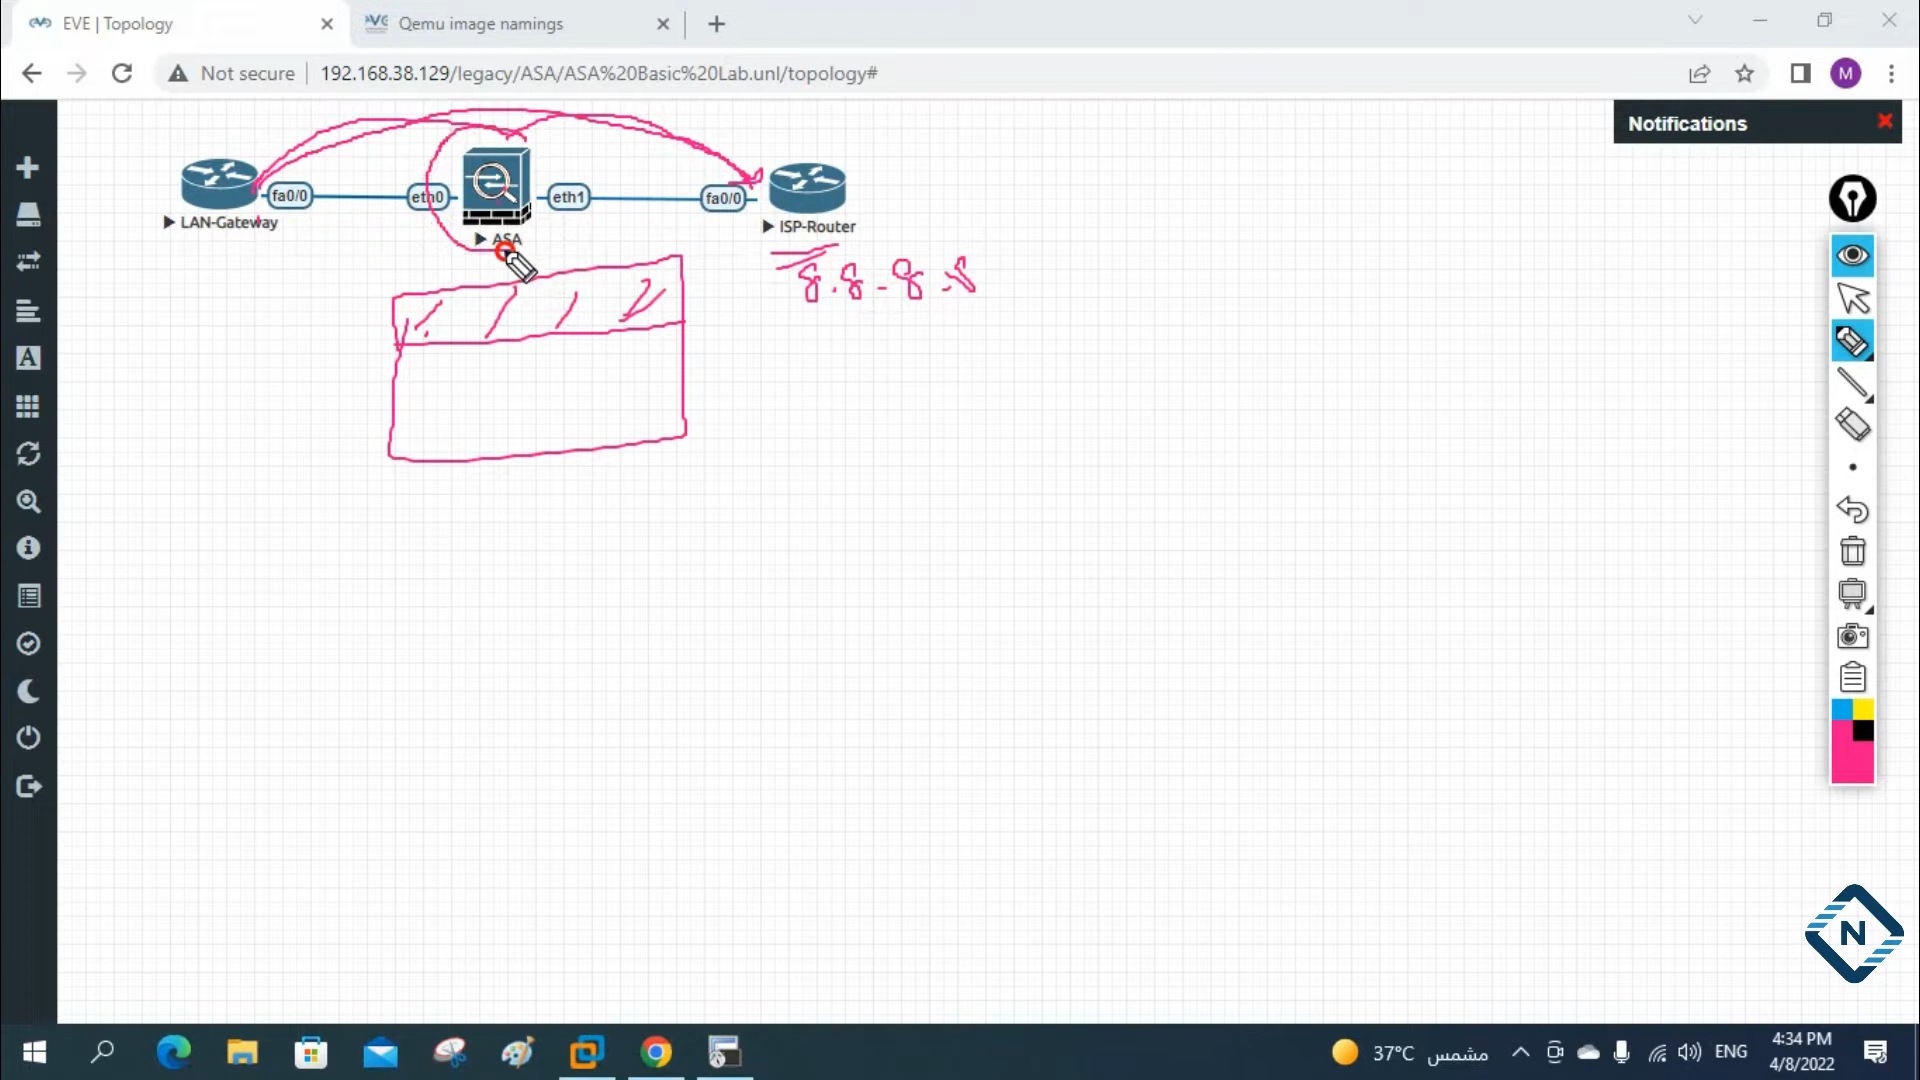 EVE | Topology
Qemu image namings
Not secure
192.168.38.129/legacy/ASA/ASA%20Basic%20Lab.unl/topology#
M
Notifications
fa0/0
eth0
eth1
fa0/0
LAN-Gateway
ASA
ISP-Router
8.8.8.8
A
N
37°C مشمس
ENG
4:34 PM
4/8/2022